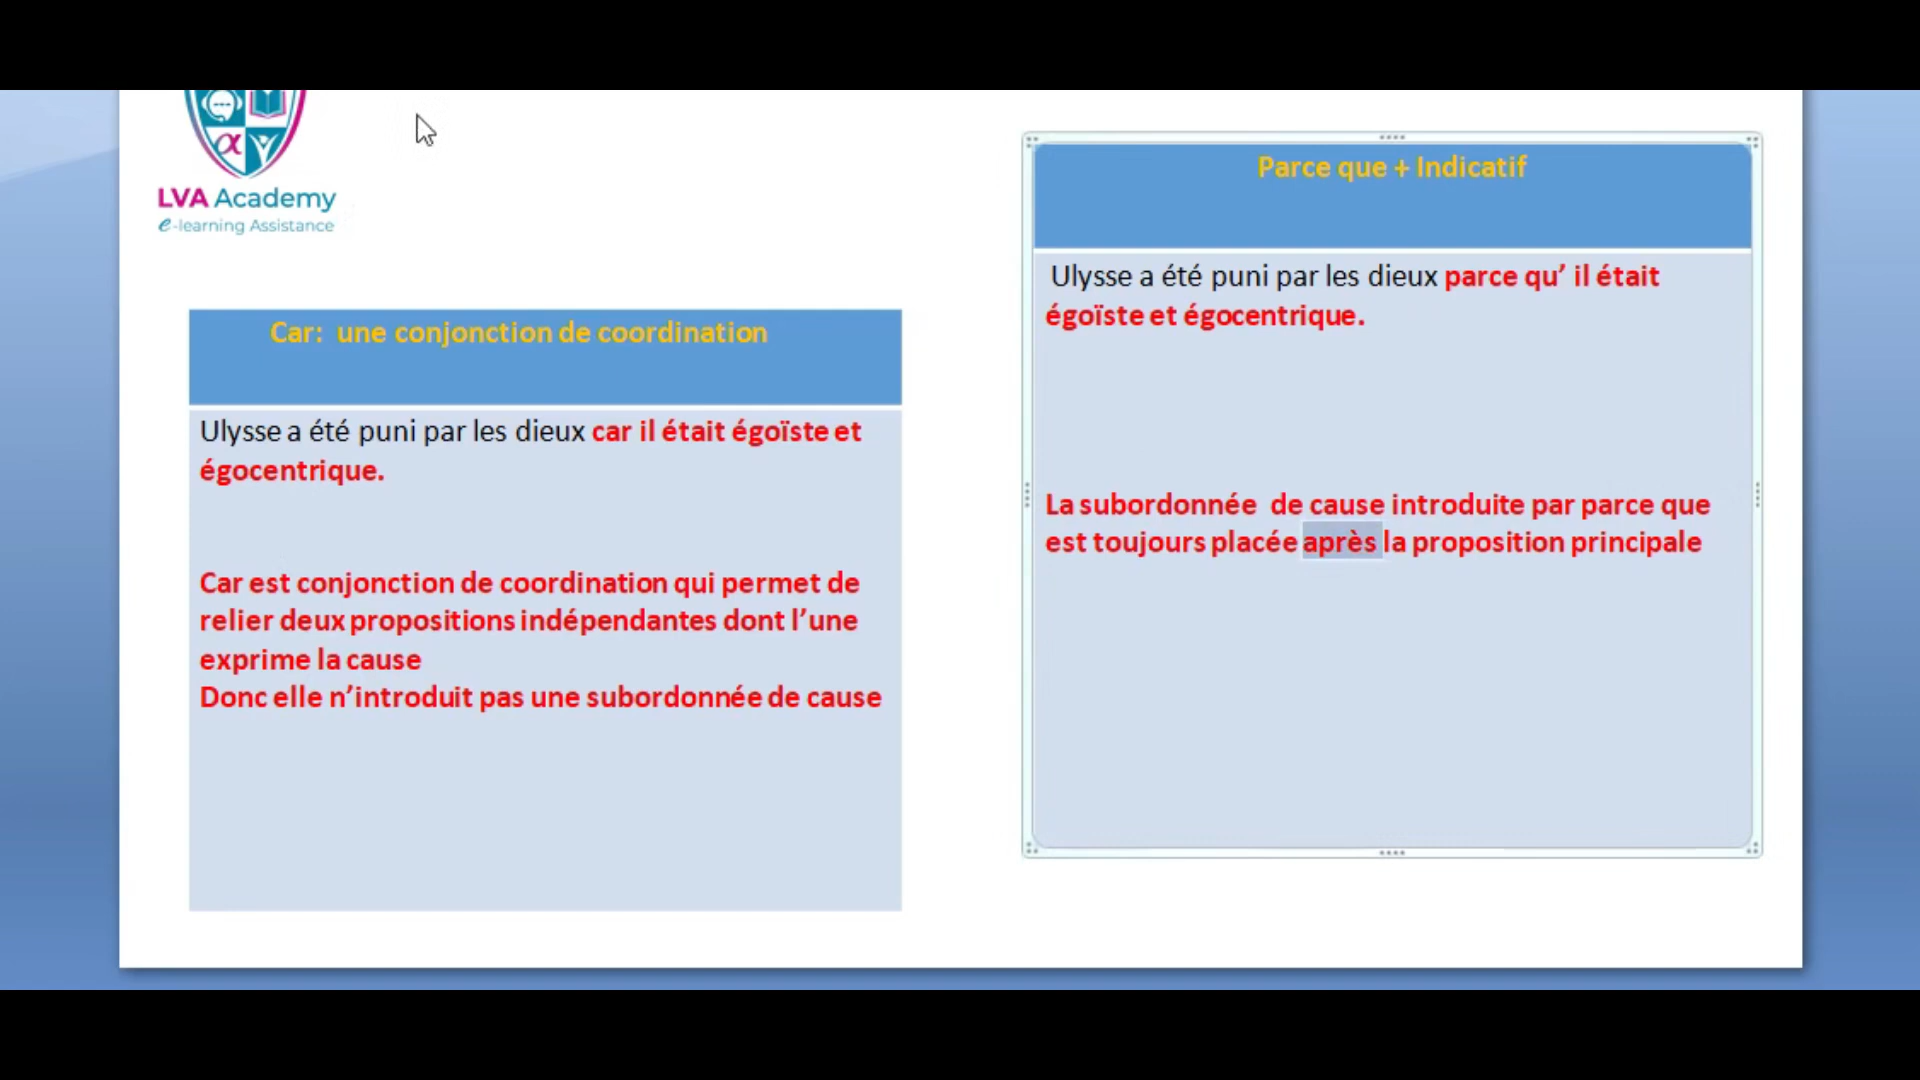 LVA Academy
e-learning Assistance
Car: une conjonction de coordination
Ulysse a été puni par les dieux car il était égoïste et
égocentrique.
Car est conjonction de coordination qui permet de
relier deux propositions indépendantes dont l’une
exprime la cause
Donc elle n’introduit pas une subordonnée de cause
Parce que + Indicatif
Ulysse a été puni par les dieux parce qu’ il était
égoïste et égocentrique.
La subordonnée de cause introduite par parce que
est toujours placée après la proposition principale